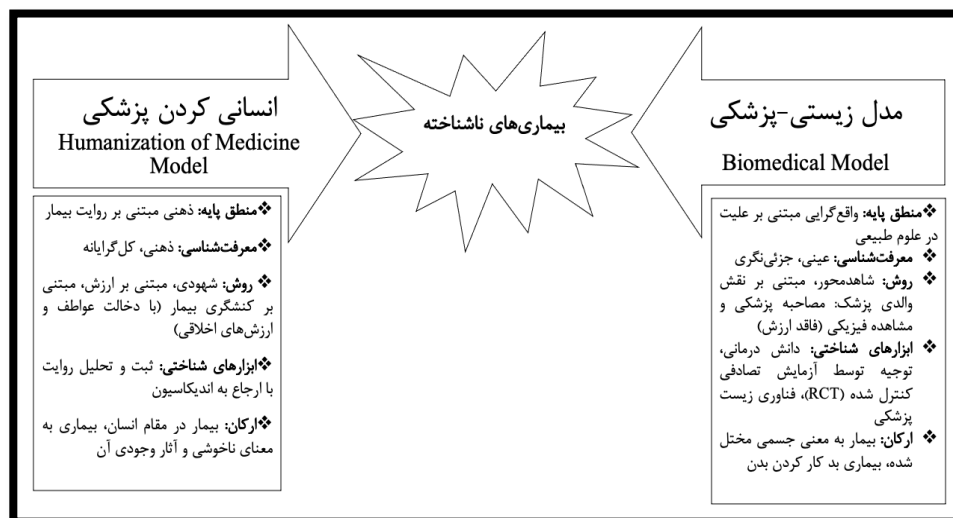 مدل زیستی-پزشکی
Biomedical Model
❖منطق پایه: واقع‌گرایی مبتنی بر علیت
در علوم طبیعی
❖ معرفت‌شناسی: عینی، جزئی‌نگری
❖ روش: شاهدمحور، مبتنی بر نقش
والدی پزشک: مصاحبه پزشکی و
مشاهده فیزیکی (فاقد ارزش)
❖ ابزارهای شناختی: دانش درمانی،
توجیه توسط آزمایش تصادفی
کنترل شده (RCT)، فناوری زیست
پزشکی
❖ ارکان: بیمار به معنی جسمی مختل
شده، بیماری بد کار کردن بدن
بیماری‌های ناشناخته
انسانی کردن پزشکی
Humanization of Medicine
Model
❖منطق پایه: ذهنی مبتنی بر روایت بیمار
❖معرفت‌شناسی: ذهنی، کل‌گرایانه
❖ روش: شهودی، مبتنی بر ارزش، مبتنی
بر کنشگری بیمار (با دخالت عواطف و
ارزش‌های اخلاقی)
❖ابزارهای شناختی: ثبت و تحلیل روایت
با ارجاع به اندیکاسیون
❖ارکان: بیمار در مقام انسان، بیماری به
معنای ناخوشی و آثار وجودی آن